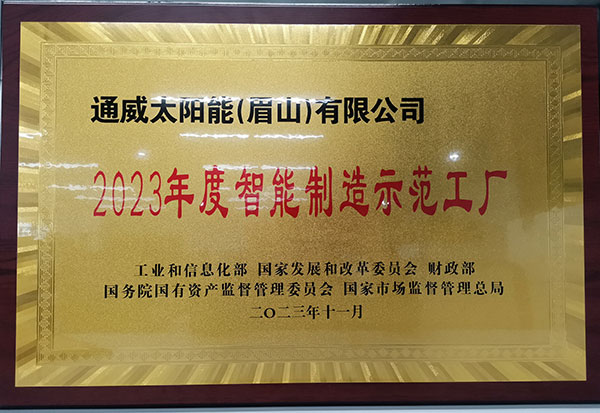 通威太阳能(眉山)有限公司
2023年度智能制造示范工厂
工业和信息化部 国家发展和改革委员会 财政部
国务院国有资产监督管理委员会 国家市场监督管理总局
二〇二三年十一月